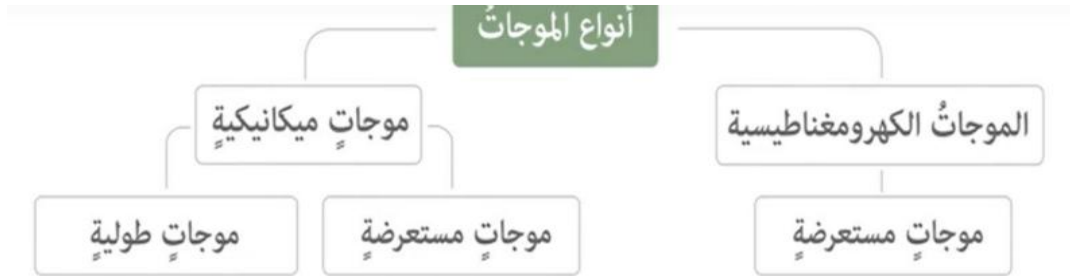 أنواع الموجاتُ
الموجاتُ الكهرومغناطيسية
موجاتٍ ميكانيكيةٍ
موجاتٍ مستعرضةٍ
موجاتٍ مستعرضةٍ
موجاتٍ طوليةٍ